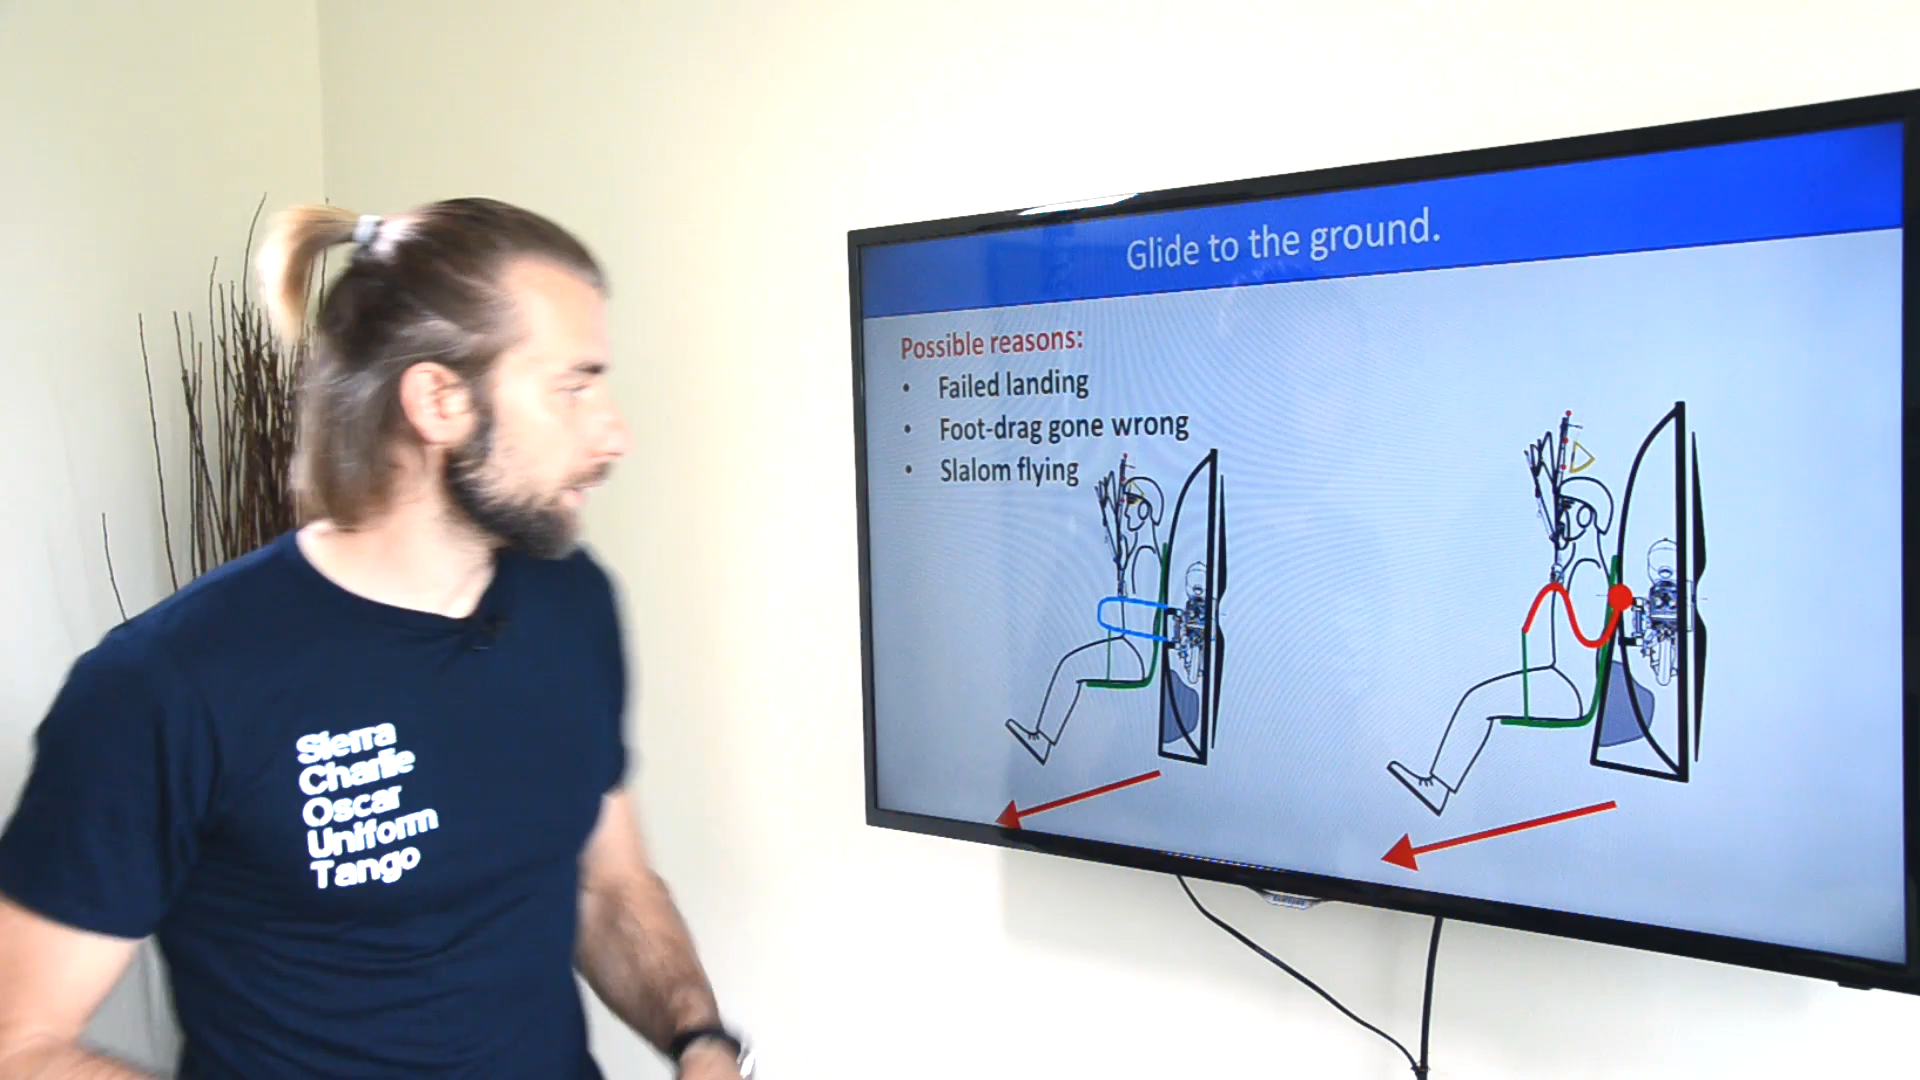 Glide to the ground.
Possible reasons:
• Failed landing
• Foot-drag gone wrong
• Slalom flying
Sierra
Charlie
Oscar
Uniform
Tango